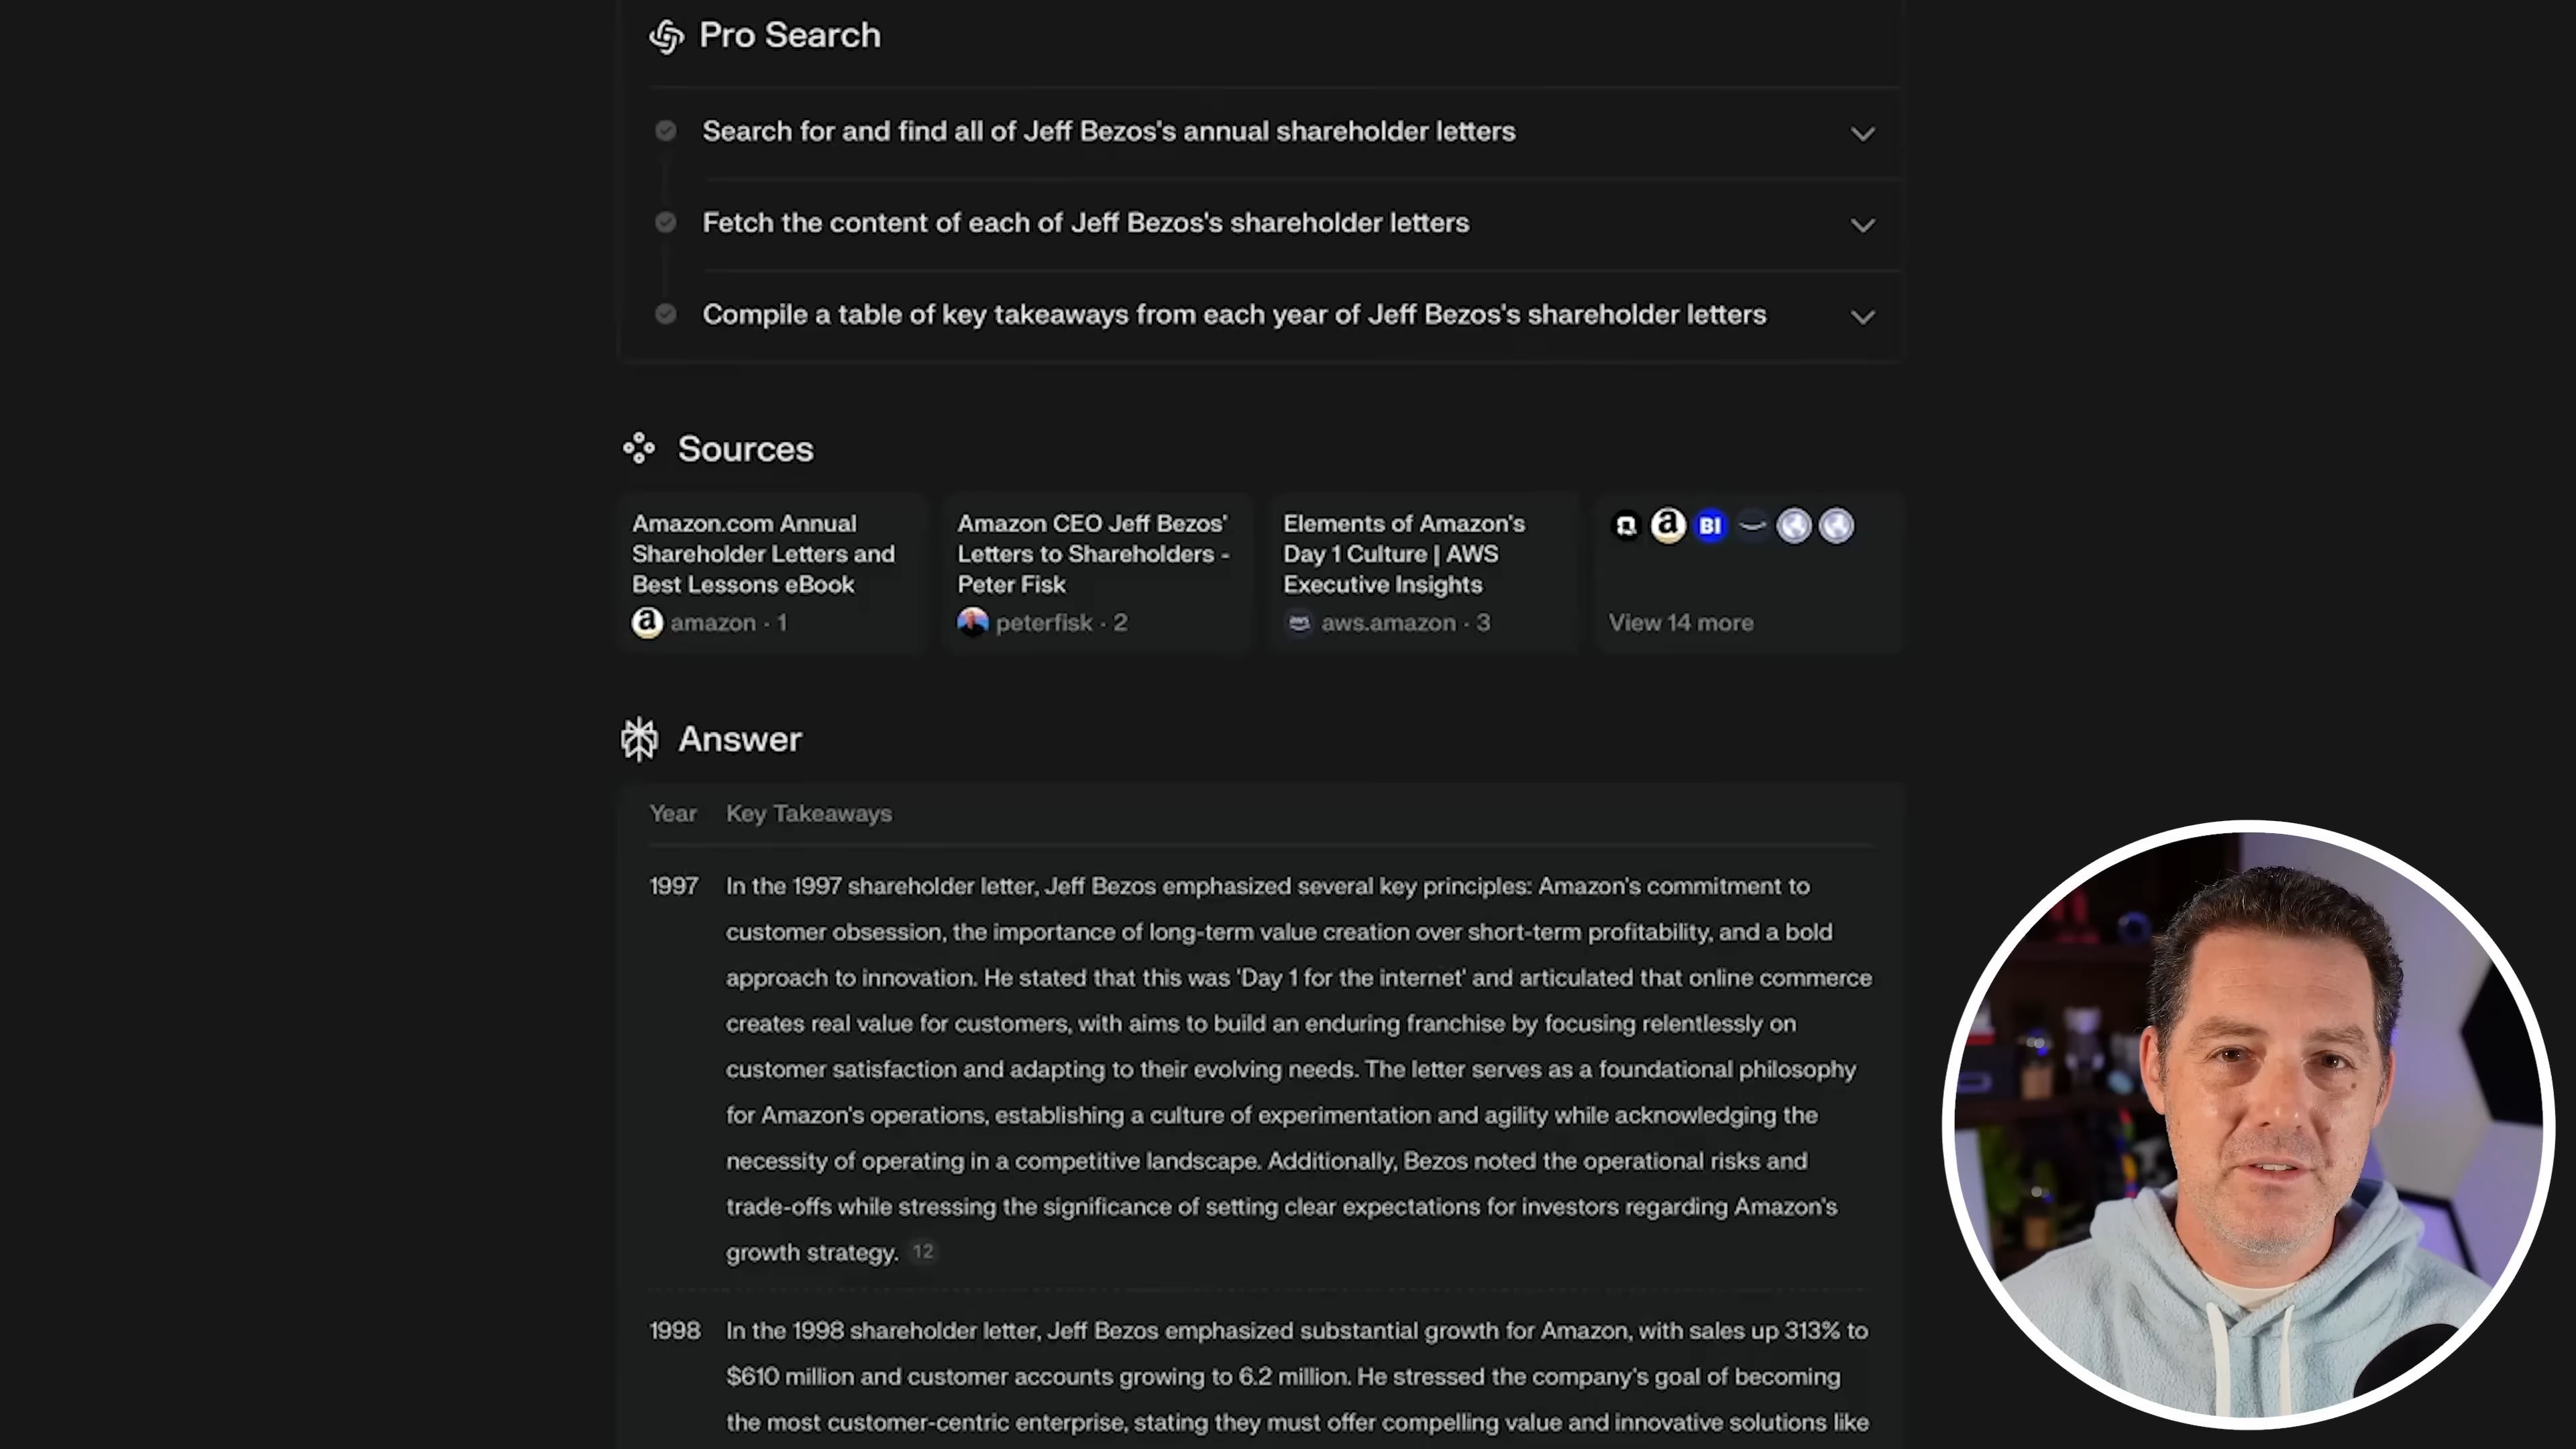 Pro Search
Search for and find all of Jeff Bezos's annual shareholder letters
Fetch the content of each of Jeff Bezos's shareholder letters
Compile a table of key takeaways from each year of Jeff Bezos's shareholder letters
Sources
Amazon.com Annual
Shareholder Letters and
Best Lessons eBook
a amazon · 1
Amazon CEO Jeff Bezos'
Letters to Shareholders -
Peter Fisk
peterfisk · 2
Elements of Amazon's
Day 1 Culture | AWS
Executive Insights
aws aws.amazon · 3
a BI
View 14 more
Answer
Year Key Takeaways
1997 In the 1997 shareholder letter, Jeff Bezos emphasized several key principles: Amazon's commitment to
customer obsession, the importance of long-term value creation over short-term profitability, and a bold
approach to innovation. He stated that this was 'Day 1 for the internet' and articulated that online commerce
creates real value for customers, with aims to build an enduring franchise by focusing relentlessly on
customer satisfaction and adapting to their evolving needs. The letter serves as a foundational philosophy
for Amazon's operations, establishing a culture of experimentation and agility while acknowledging the
necessity of operating in a competitive landscape. Additionally, Bezos noted the operational risks and
trade-offs while stressing the significance of setting clear expectations for investors regarding Amazon's
growth strategy. 12
1998 In the 1998 shareholder letter, Jeff Bezos emphasized substantial growth for Amazon, with sales up 313% to
$610 million and customer accounts growing to 6.2 million. He stressed the company's goal of becoming
the most customer-centric enterprise, stating they must offer compelling value and innovative solutions like